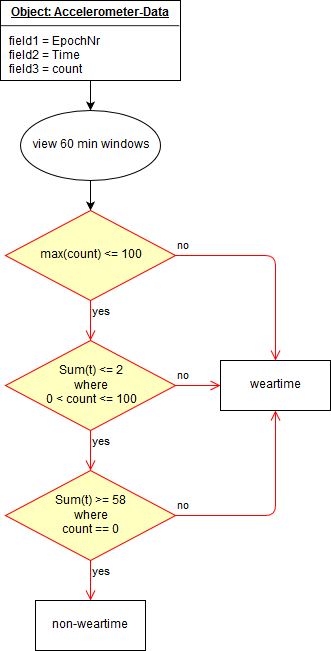 Object: Accelerometer-Data
field1 = EpochNr
field2 = Time
field3 = count
view 60 min windows
max(count) <= 100
no
yes
Sum(t) <= 2
where
0 < count <= 100
no
weartime
yes
Sum(t) >= 58
where
count == 0
no
yes
non-weartime